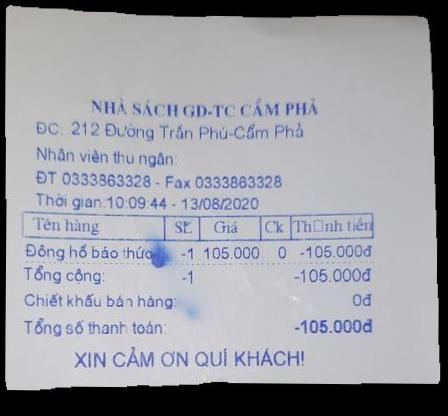 NHÀ SÁCH GD-TC CẨM PHẢ
ĐC: 212 Đường Trần Phú-Cẩm Phả
Nhân viên thu ngân:
ĐT 0333863328 - Fax 0333863328
Thời gian:10:09:44 - 13/08/2020
Tên hàng SL Giá Ck Th□nh tiền
Đồng hồ báo thức -1 105.000 0 -105.000đ
Tổng cộng: -1 -105.000đ
Chiết khấu bán hàng: 0đ
Tổng số thanh toán: -105.000đ
XIN CẢM ƠN QUÍ KHÁCH!